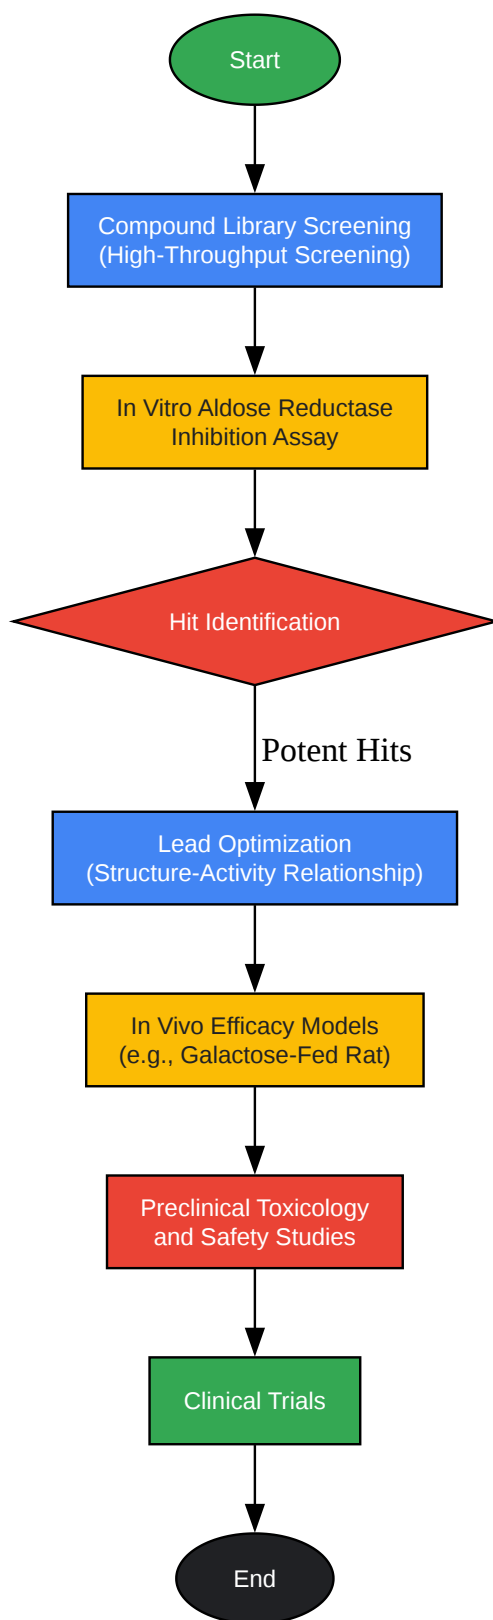 Start
Compound Library Screening
(High-Throughput Screening)
In Vitro Aldose Reductase
Inhibition Assay
Hit Identification
Potent Hits
Lead Optimization
(Structure-Activity Relationship)
In Vivo Efficacy Models
(e.g., Galactose-Fed Rat)
Preclinical Toxicology
and Safety Studies
Clinical Trials
End